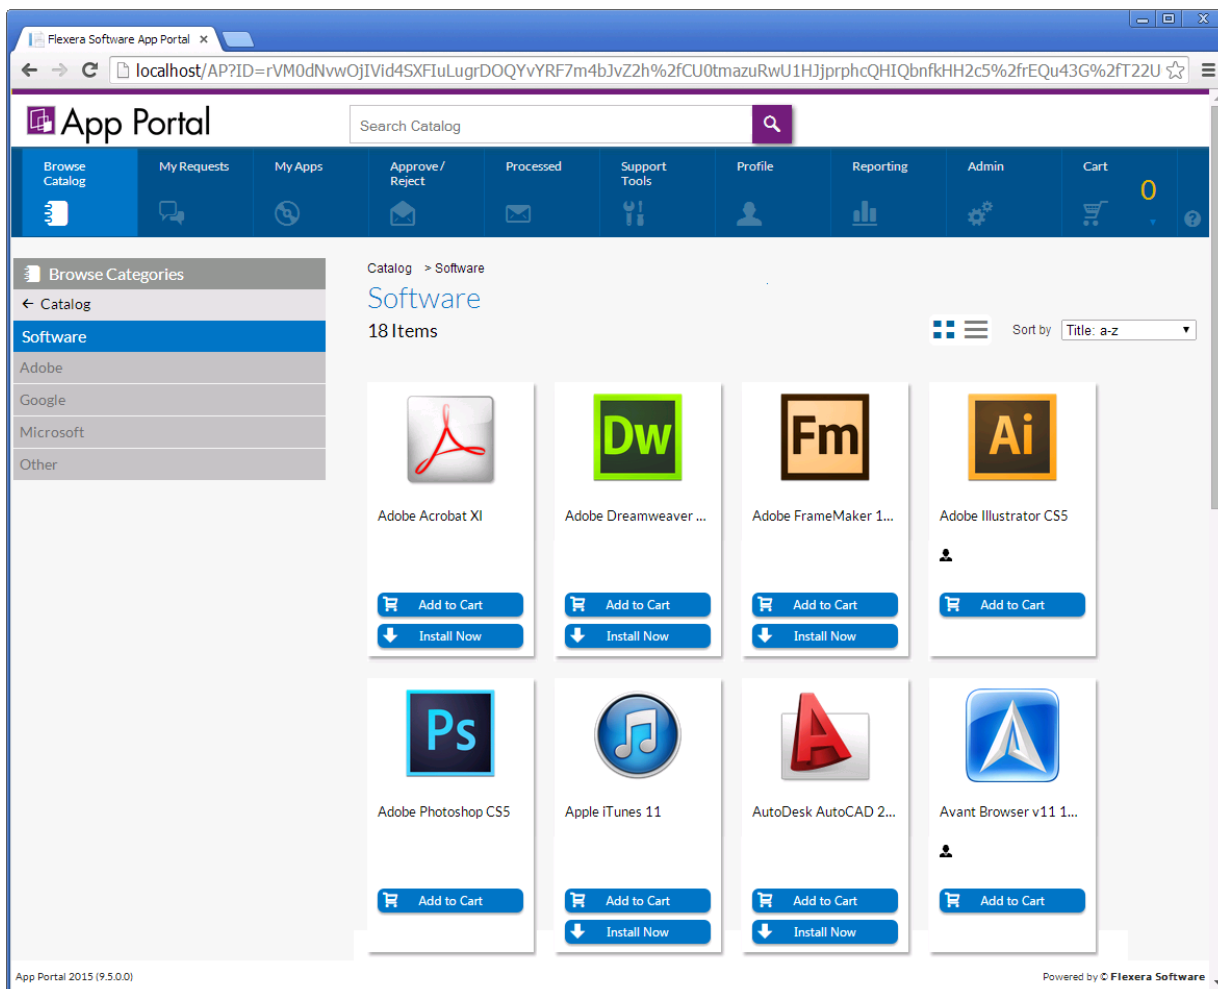 Flexera Software App Portal ×
localhost/AP?ID=rVM0dNvwOjIVid4SXFIuLugrDOQYvYRF7m4bJvZ2h%2fCU0tmazuRwU1HJjprphcQHIQbnfkHH2c5%2frEQu43G%2fT22U
App Portal
Search Catalog
Browse Catalog
My Requests
My Apps
Approve / Reject
Processed
Support Tools
Profile
Reporting
Admin
Cart
0
?
Browse Categories
← Catalog
Software
Adobe
Google
Microsoft
Other
Catalog > Software
Software
18 Items
Sort by Title: a-z
Dw
Fm
Ai
Adobe Acrobat XI
Adobe Dreamweaver ...
Adobe FrameMaker 1...
Adobe Illustrator CS5
Add to Cart
Add to Cart
Add to Cart
Add to Cart
Install Now
Install Now
Install Now
Ps
Adobe Photoshop CS5
Apple iTunes 11
AutoDesk AutoCAD 2...
Avant Browser v11 1...
Add to Cart
Add to Cart
Add to Cart
Add to Cart
Install Now
Install Now
App Portal 2015 (9.5.0.0)
Powered by © Flexera Software